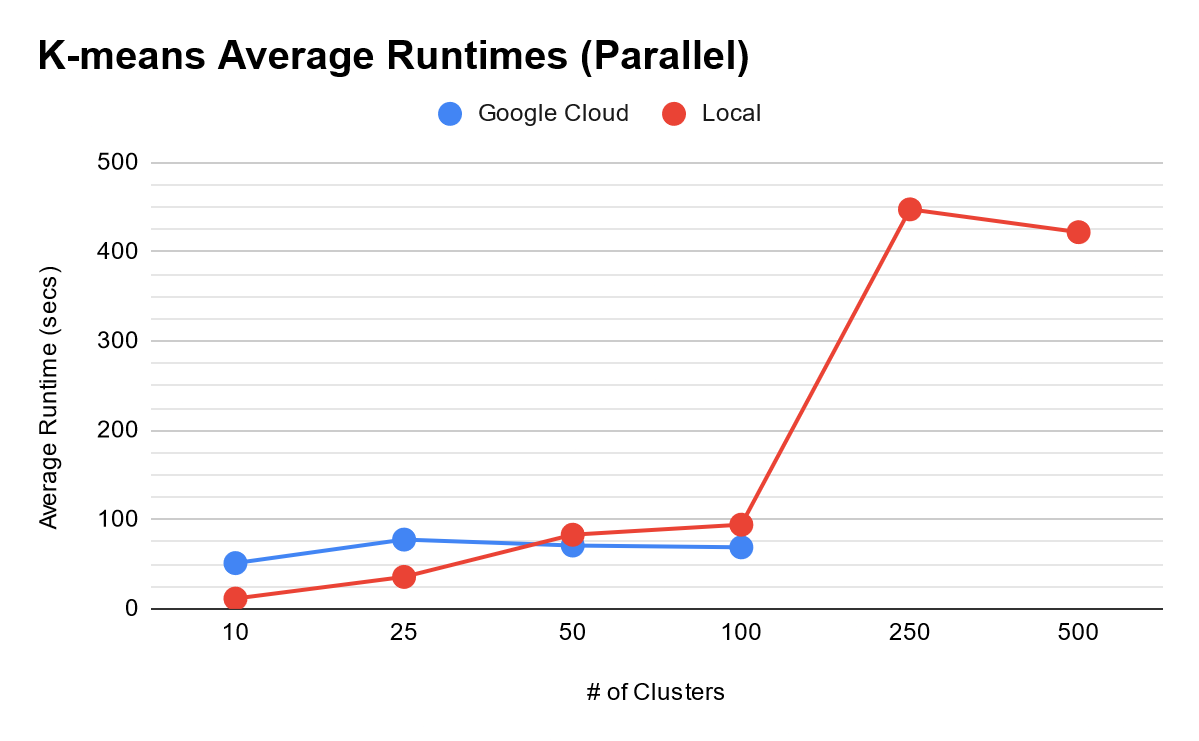 K-means Average Runtimes (Parallel)
Google Cloud
Local
500
400
300
200
100
0
Average Runtime (secs)
10
25
50
100
250
500
# of Clusters